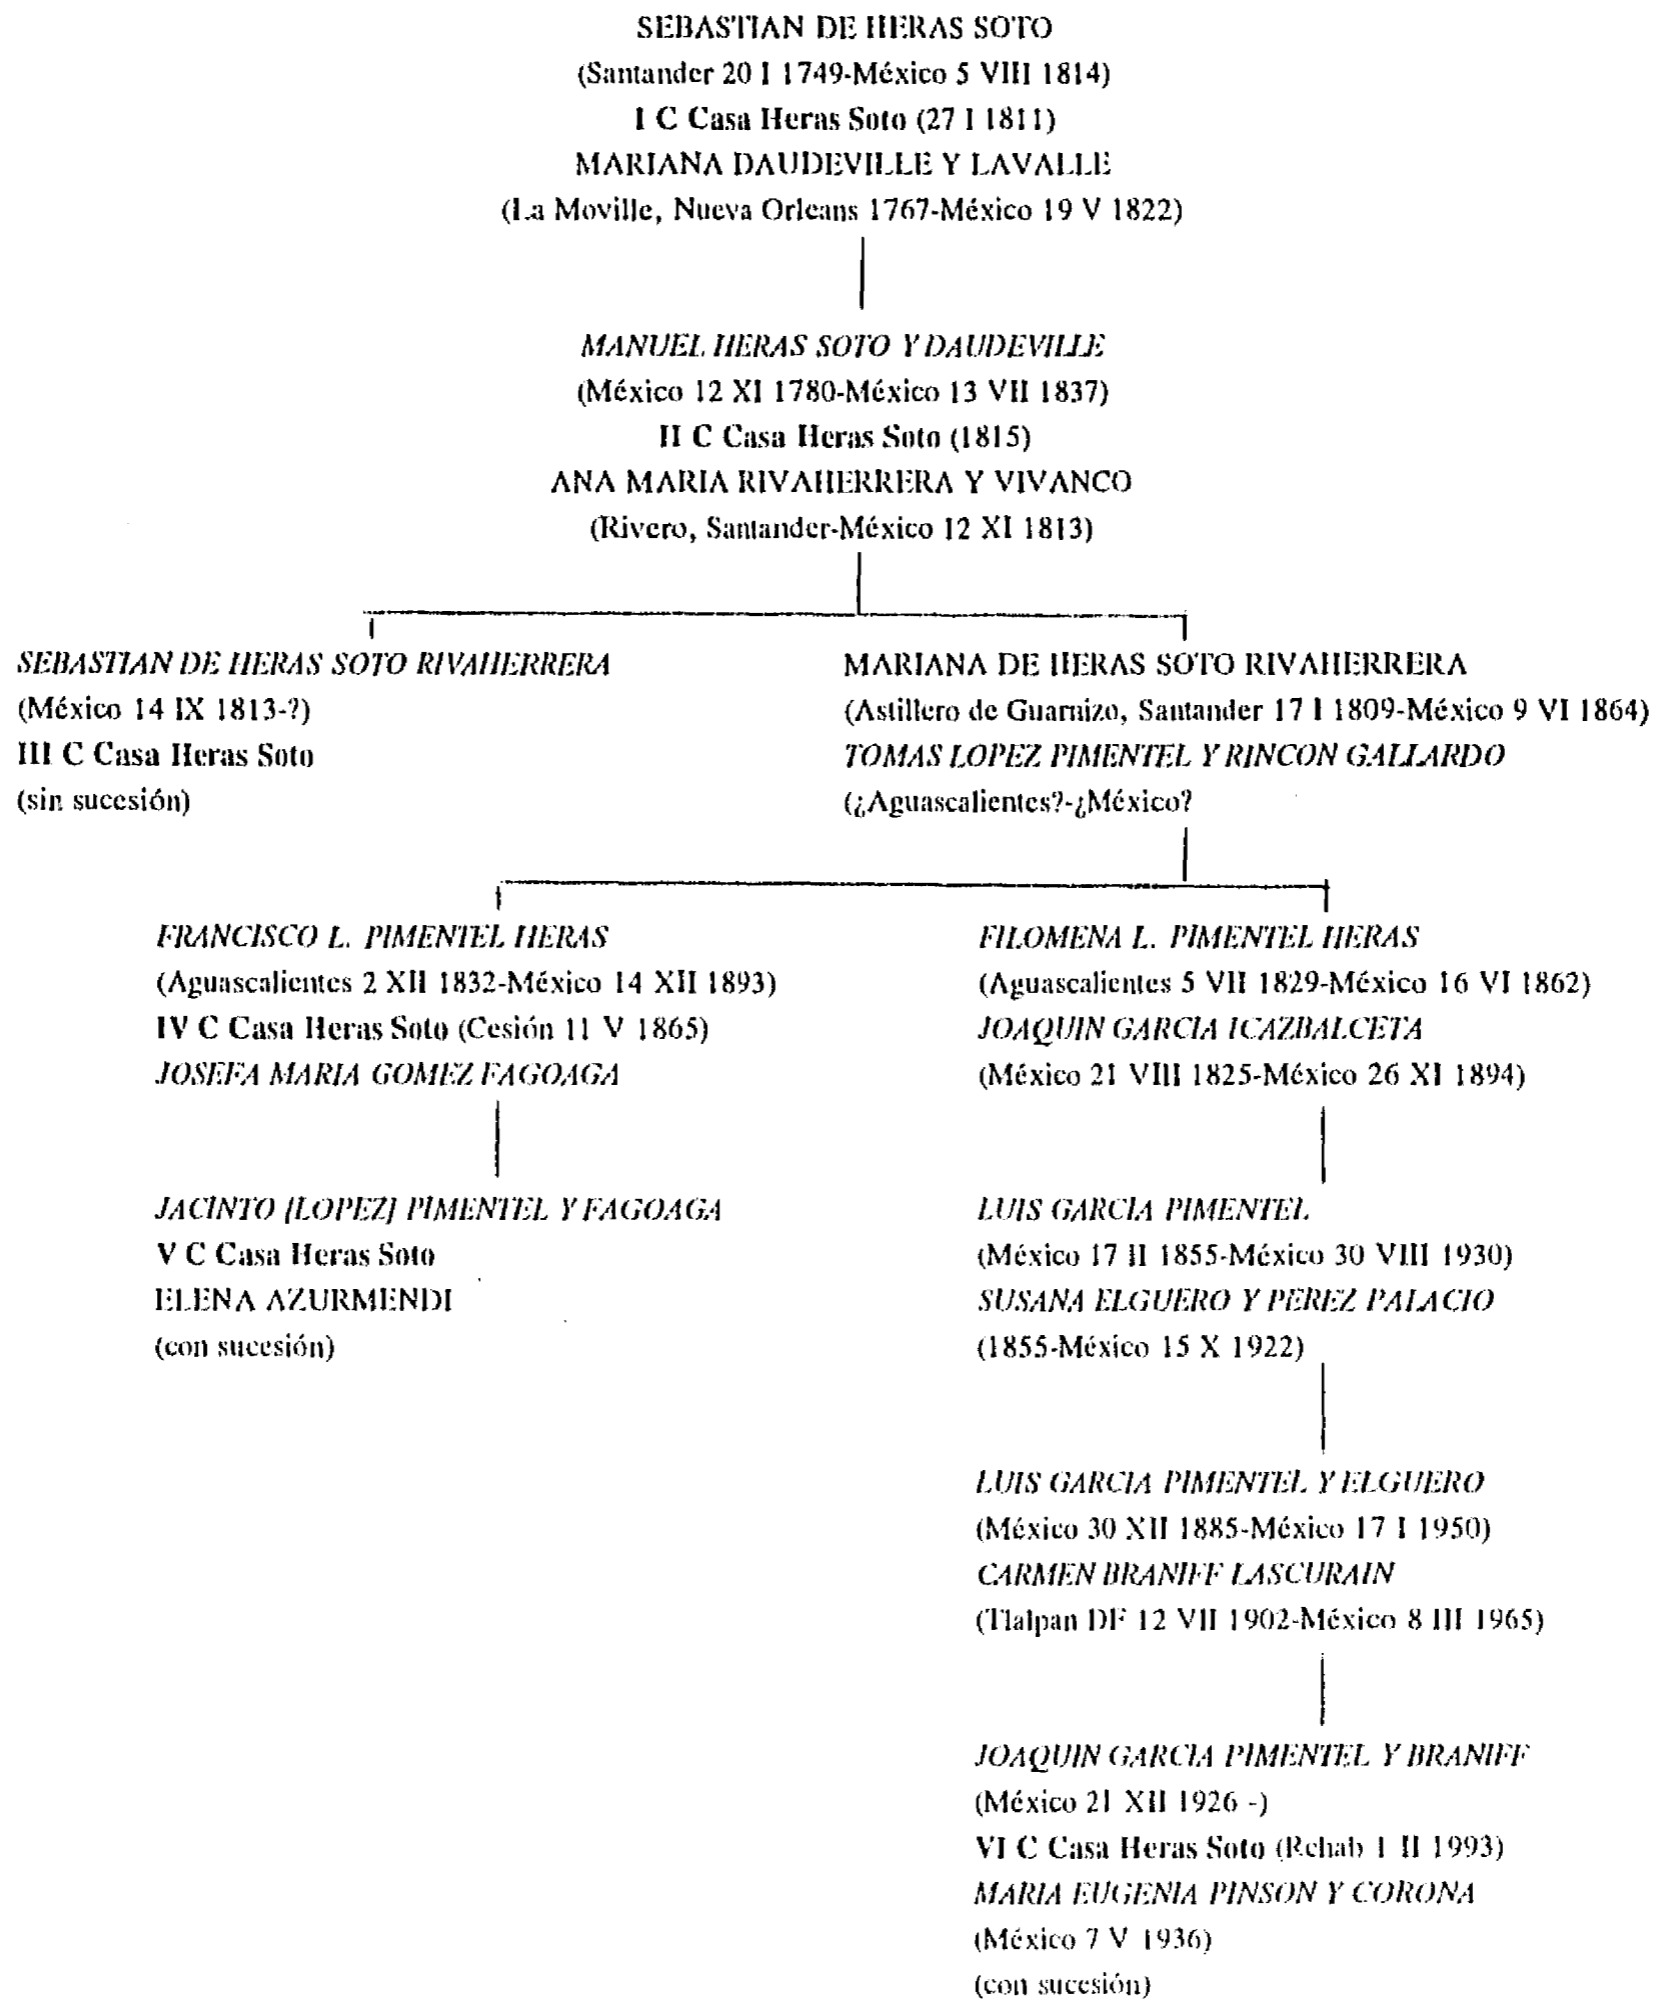 SEBASTIAN DE HERAS SOTO
(Santander 20 I 1749-México 5 VIII 1814)
I C Casa Heras Soto (27 I 1811)
MARIANA DAUDEVILLE Y LAVALLE
(La Moville, Nueva Orleans 1767-México 19 V 1822)
MANUEL HERAS SOTO Y DAUDEVILLE
(México 12 XI 1780-México 13 VII 1837)
II C Casa Heras Soto (1815)
ANA MARIA RIVAHERRERA Y VIVANCO
(Rivero, Santander-México 12 XI 1813)
SEBASTIAN DE HERAS SOTO RIVAHERRERA
(México 14 IX 1813-?)
III C Casa Heras Soto
(sin sucesión)
MARIANA DE HERAS SOTO RIVAHERRERA
(Astillero de Guarnizo, Santander 17 I 1809-México 9 VI 1864)
TOMAS LOPEZ PIMENTEL Y RINCON GALLARDO
(¿Aguascalientes?-¿México?
FRANCISCO L. PIMENTEL HERAS
(Aguascalientes 2 XII 1832-México 14 XII 1893)
IV C Casa Heras Soto (Cesión 11 V 1865)
JOSEFA MARIA GOMEZ FAGOAGA
FILOMENA L. PIMENTEL HERAS
(Aguascalientes 5 VII 1829-México 16 VI 1862)
JOAQUIN GARCIA ICAZBALCETA
(México 21 VIII 1825-México 26 XI 1894)
JACINTO [LOPEZ] PIMENTEL Y FAGOAGA
V C Casa Heras Soto
ELENA AZURMENDI
(con sucesión)
LUIS GARCIA PIMENTEL
(México 17 II 1855-México 30 VIII 1930)
SUSANA ELGUERO Y PEREZ PALACIO
(1855-México 15 X 1922)
LUIS GARCIA PIMENTEL Y ELGUERO
(México 30 XII 1885-México 17 I 1950)
CARMEN BRANIFF LASCURAIN
(Tlalpan DF 12 VII 1902-México 8 III 1965)
JOAQUIN GARCIA PIMENTEL Y BRANIFF
(México 21 XII 1926 -)
VI C Casa Heras Soto (Rehab 1 II 1993)
MARIA EUGENIA PINSON Y CORONA
(México 7 V 1936)
(con sucesión)